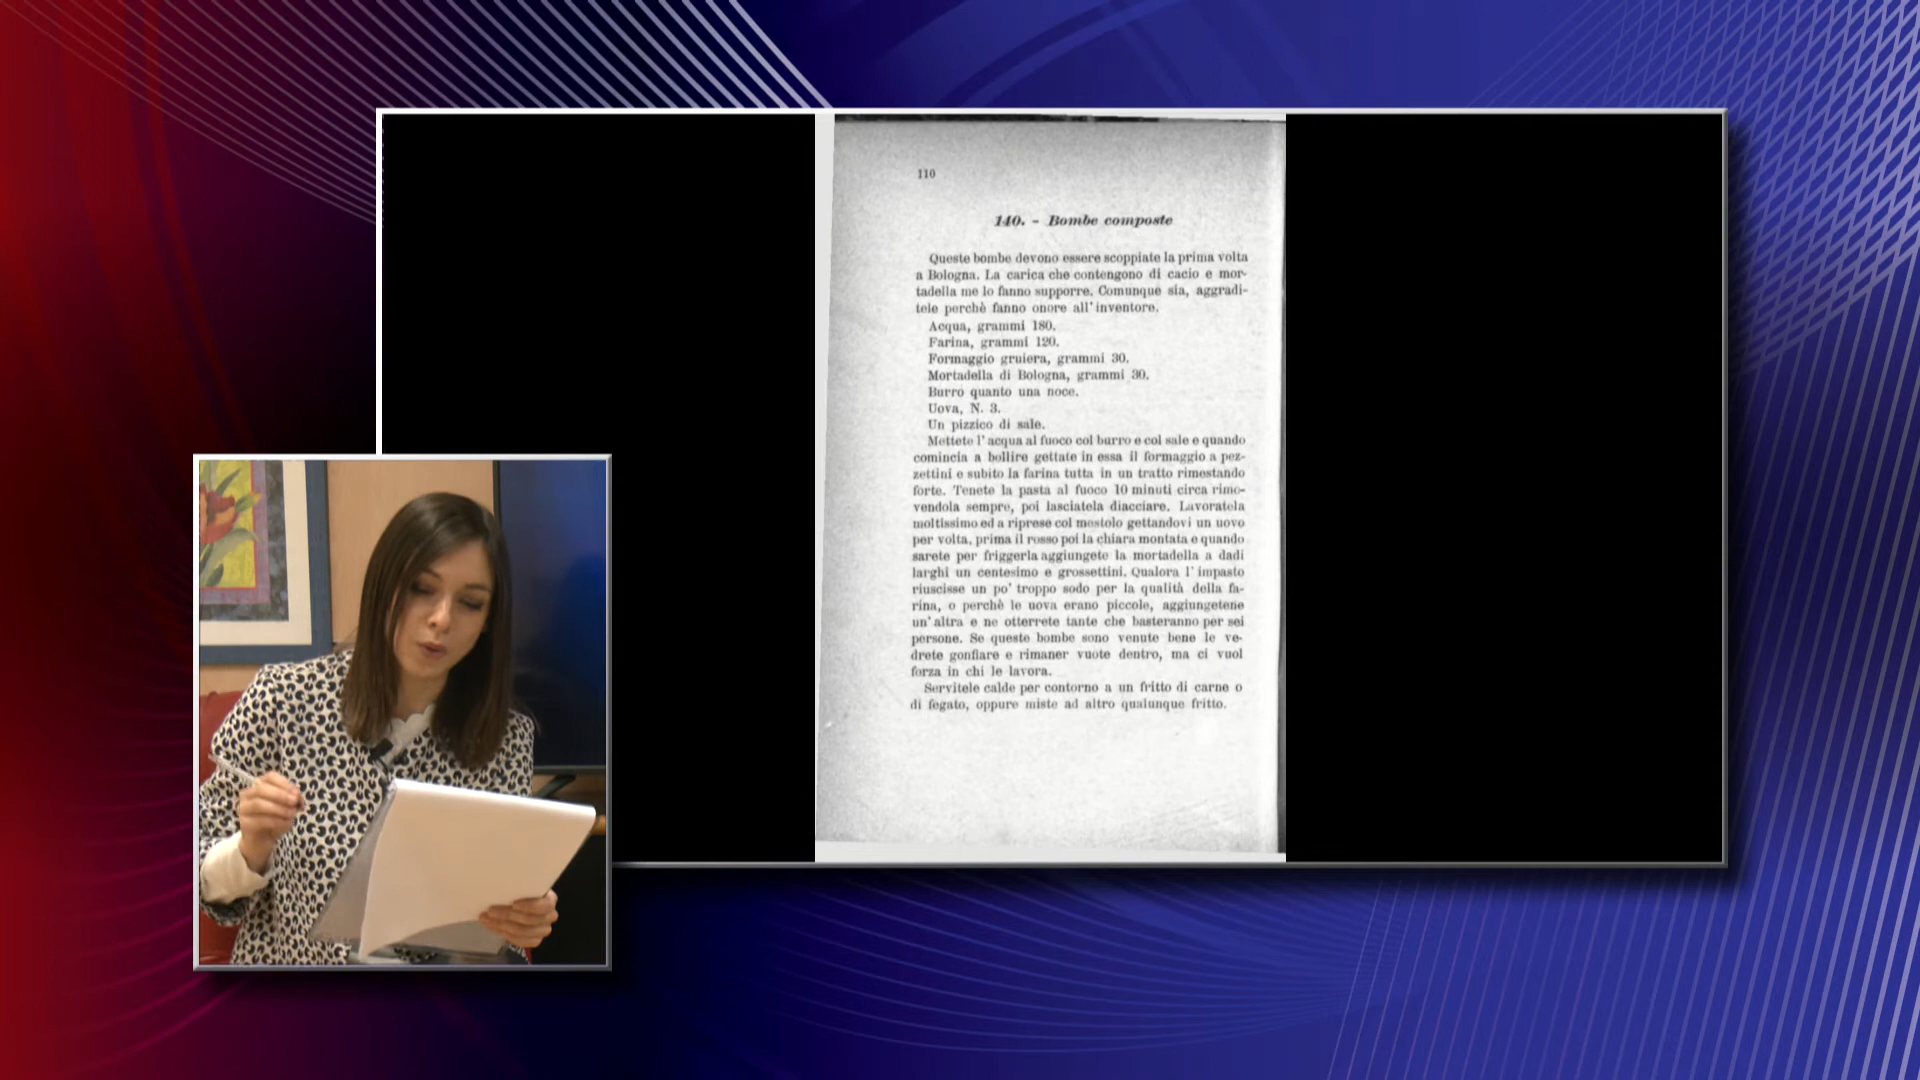 110
140. - Bombe composte
Queste bombe devono essere scoppiate la prima volta
a Bologna. La carica che contengono di cacio e mor-
tadella me lo fanno supporre. Comunque sia, aggradi-
tele perchè fanno onore all'inventore.
Acqua, grammi 180.
Farina, grammi 120.
Formaggio gruiera, grammi 30.
Mortadella di Bologna, grammi 30.
Burro quanto una noce.
Uova, N. 3.
Un pizzico di sale.
Mettete l'acqua al fuoco col burro e col sale e quando
comincia a bollire gettate in essa il formaggio a pez-
zettini e subito la farina tutta in un tratto rimestando
forte. Tenete la pasta al fuoco 10 minuti circa rimo-
vendola sempre, poi lasciatela diacciare. Lavoratela
moltissimo ed a riprese col mestolo gettandovi un uovo
per volta, prima il rosso poi la chiara montata e quando
sarete per friggerla aggiungete la mortadella a dadi
larghi un centesimo e grossettini. Qualora l'impasto
riuscisse un po' troppo sodo per la qualità della fa-
rina, o perchè le uova erano piccole, aggiungetene
un'altra e ne otterrete tante che basteranno per sei
persone. Se queste bombe sono venute bene le ve-
drete gonfiare e rimaner vuote dentro, ma ci vuol
forza in chi le lavora.
Servitele calde per contorno a un fritto di carne o
di fegato, oppure miste ad altro qualunque fritto.